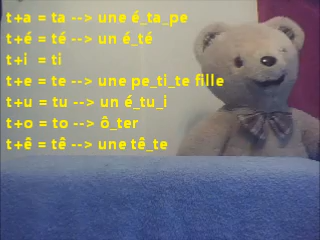 t+a = ta --> une é_ta_pe
t+é = té --> un é_té
t+i = ti
t+e = te --> une pe_ti_te fille
t+u = tu --> un é_tu_i
t+o = to --> ô_ter
t+ê = tê --> une tê_te